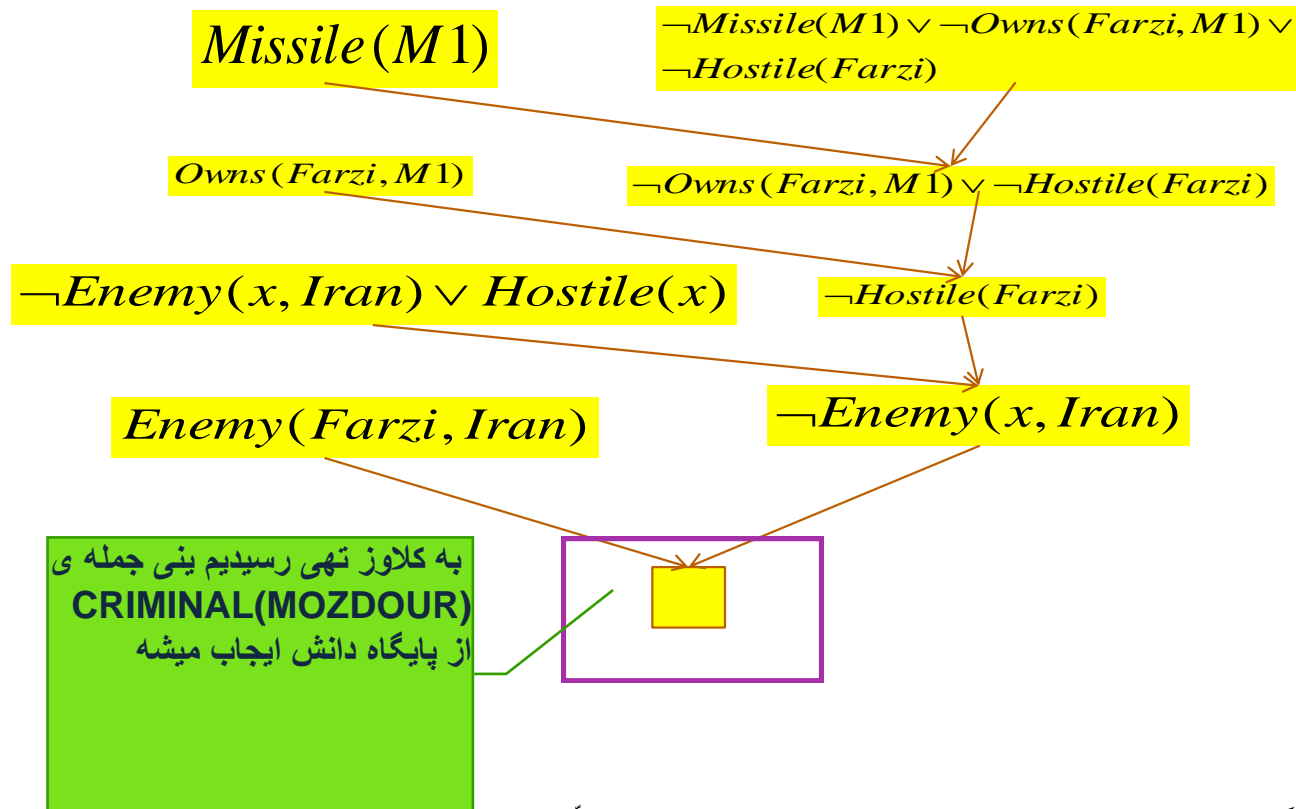 Missile(M1)
¬Missile(M1) ∨ ¬Owns(Farzi, M1) ∨
¬Hostile(Farzi)
Owns(Farzi, M1)
¬Owns(Farzi, M1) ∨ ¬Hostile(Farzi)
¬Enemy(x, Iran) ∨ Hostile(x)
¬Hostile(Farzi)
Enemy(Farzi, Iran)
¬Enemy(x, Iran)
به کلاوز تهی رسیدیم ینی جمله ی
CRIMINAL(MOZDOUR)
از پایگاه دانش ایجاب میشه